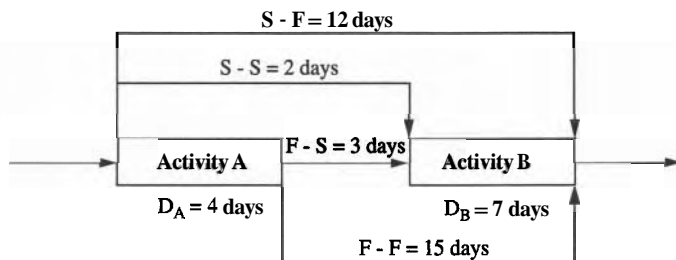 S - F = 12 days
S - S = 2 days
F - S = 3 days
Activity A
Activity B
D_A = 4 days
D_B = 7 days
F - F = 15 days